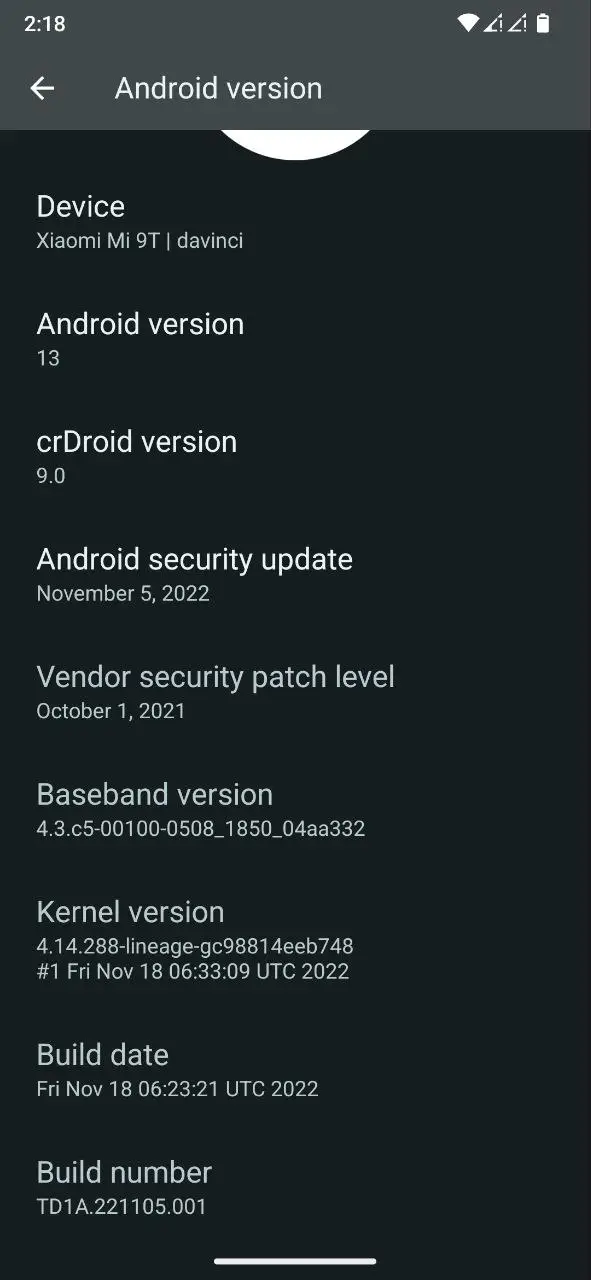 2:18
Android version
Device
Xiaomi Mi 9T | davinci
Android version
13
crDroid version
9.0
Android security update
November 5, 2022
Vendor security patch level
October 1, 2021
Baseband version
4.3.c5-00100-0508_1850_04aa332
Kernel version
4.14.288-lineage-gc98814eeb748
#1 Fri Nov 18 06:33:09 UTC 2022
Build date
Fri Nov 18 06:23:21 UTC 2022
Build number
TD1A.221105.001